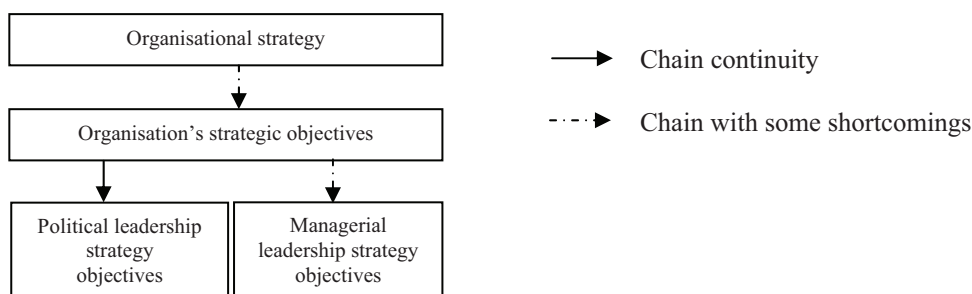 Organisational strategy
Organisation’s strategic objectives
Political leadership
strategy
objectives
Managerial
leadership strategy
objectives
Chain continuity
Chain with some shortcomings